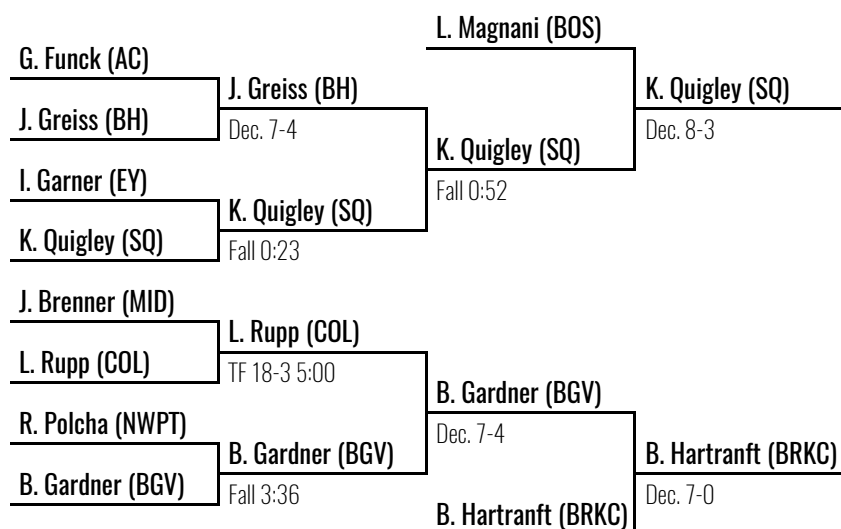 L. Magnani (BOS)
G. Funck (AC)
J. Greiss (BH)
K. Quigley (SQ)
J. Greiss (BH)
Dec. 7-4
Dec. 8-3
K. Quigley (SQ)
I. Garner (EY)
Fall 0:52
K. Quigley (SQ)
K. Quigley (SQ)
Fall 0:23
J. Brenner (MID)
L. Rupp (COL)
L. Rupp (COL)
TF 18-3 5:00
B. Gardner (BGV)
R. Polcha (NWPT)
Dec. 7-4
B. Gardner (BGV)
B. Hartranft (BRKC)
B. Gardner (BGV)
Fall 3:36
Dec. 7-0
B. Hartranft (BRKC)